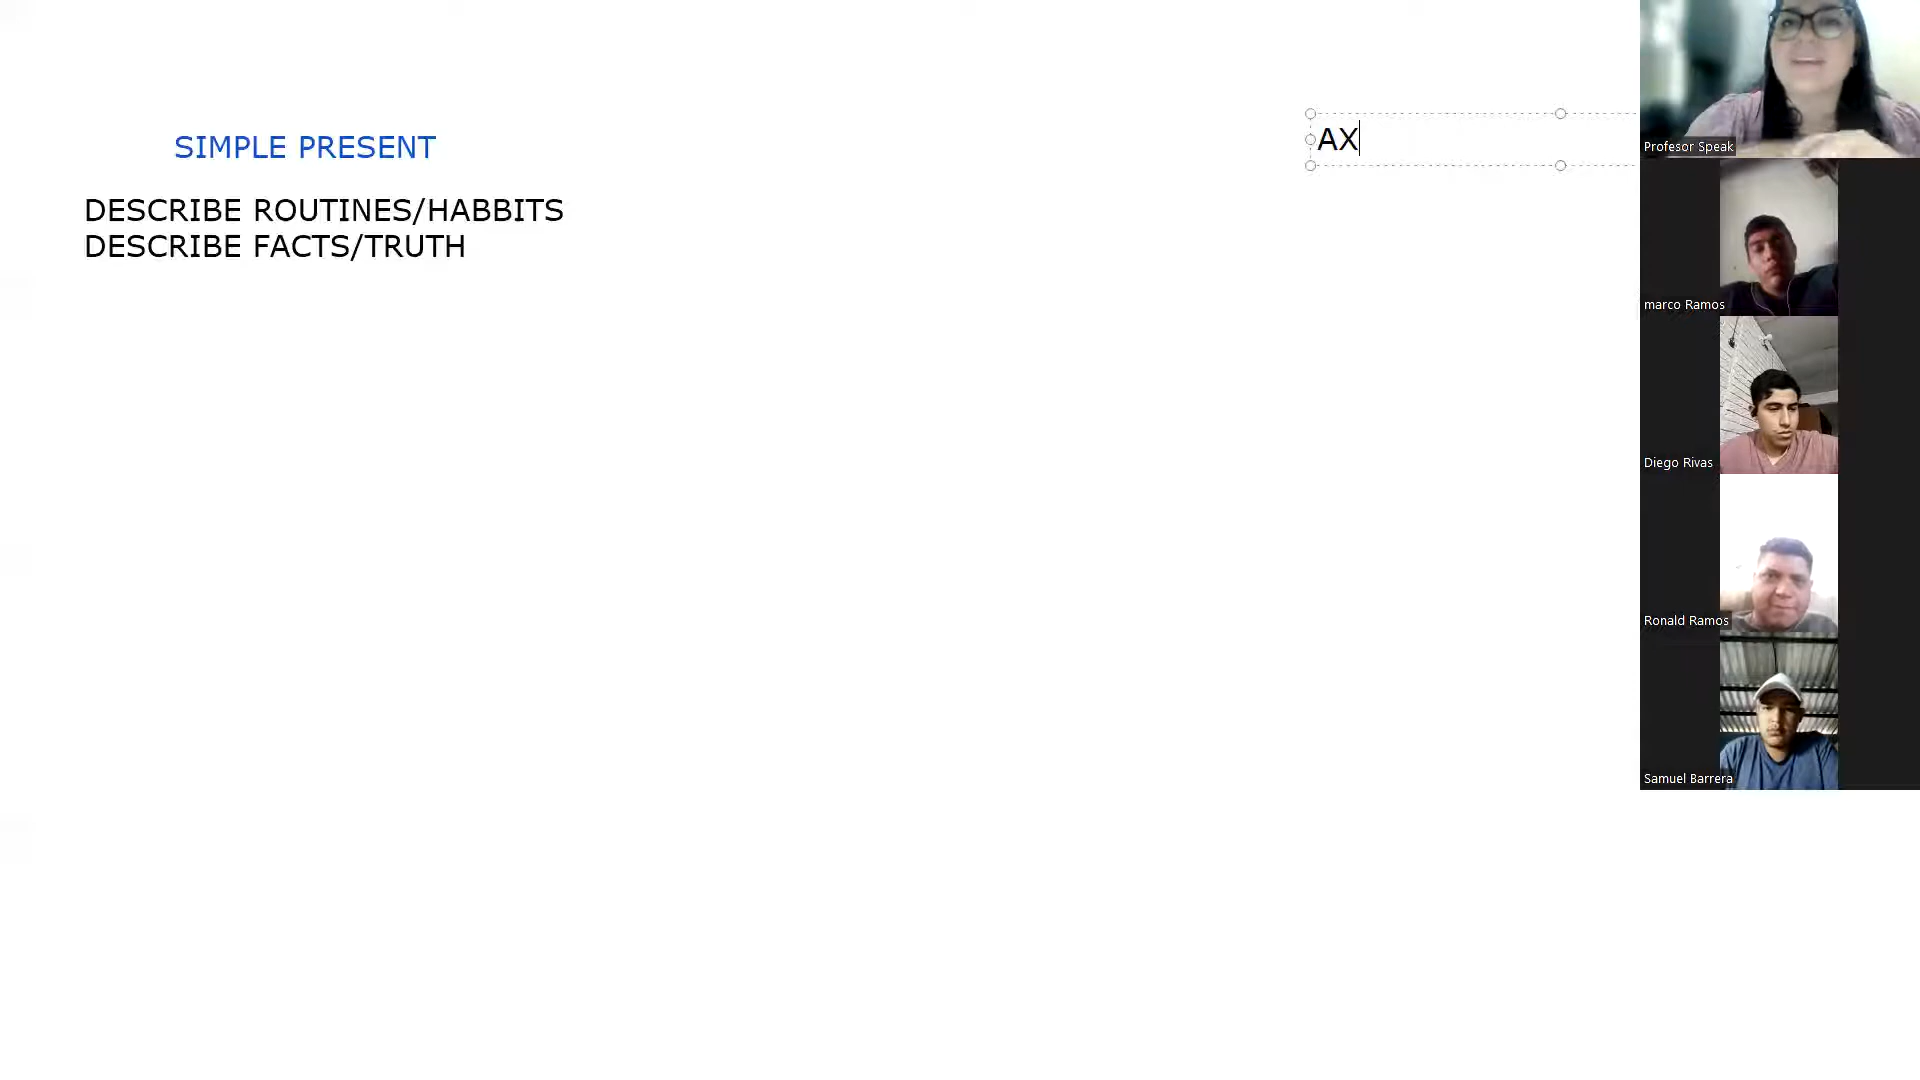 SIMPLE PRESENT
DESCRIBE ROUTINES/HABBITS
DESCRIBE FACTS/TRUTH
AX
Profesor Speak
marco Ramos
Diego Rivas
Ronald Ramos
Samuel Barrera